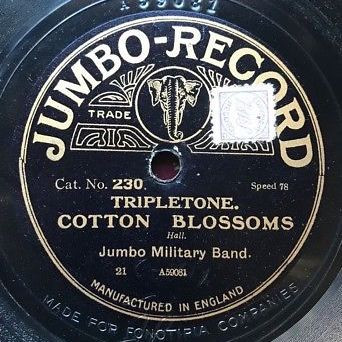 A59081
JUMBO-RECORD
TRADE
Cat. No. 230.
Speed 78
TRIPLETONE.
COTTON BLOSSOMS
Hall.
Jumbo Military Band.
21 A59081
MANUFACTURED IN ENGLAND
MADE FOR FONOTIPIA COMPANIES